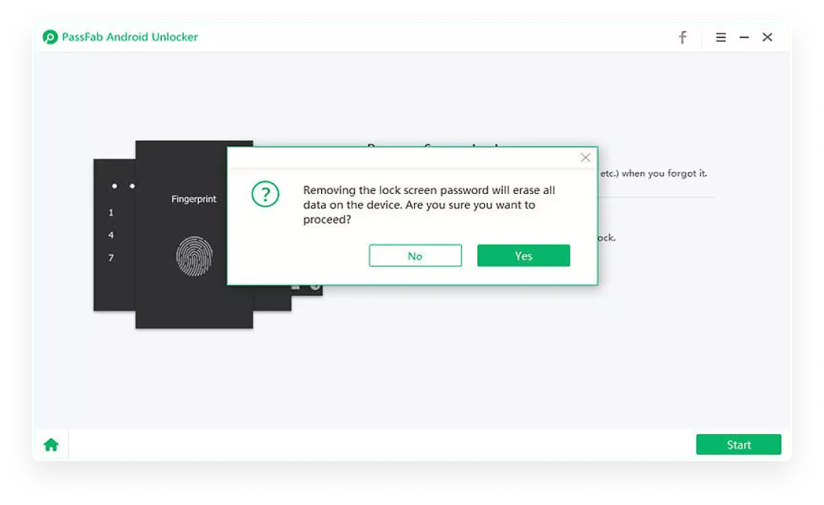 PassFab Android Unlocker
etc.) when you forgot it.
Fingerprint
1
4
7
Removing the lock screen password will erase all
data on the device. Are you sure you want to
proceed?
ock.
No
Yes
Start